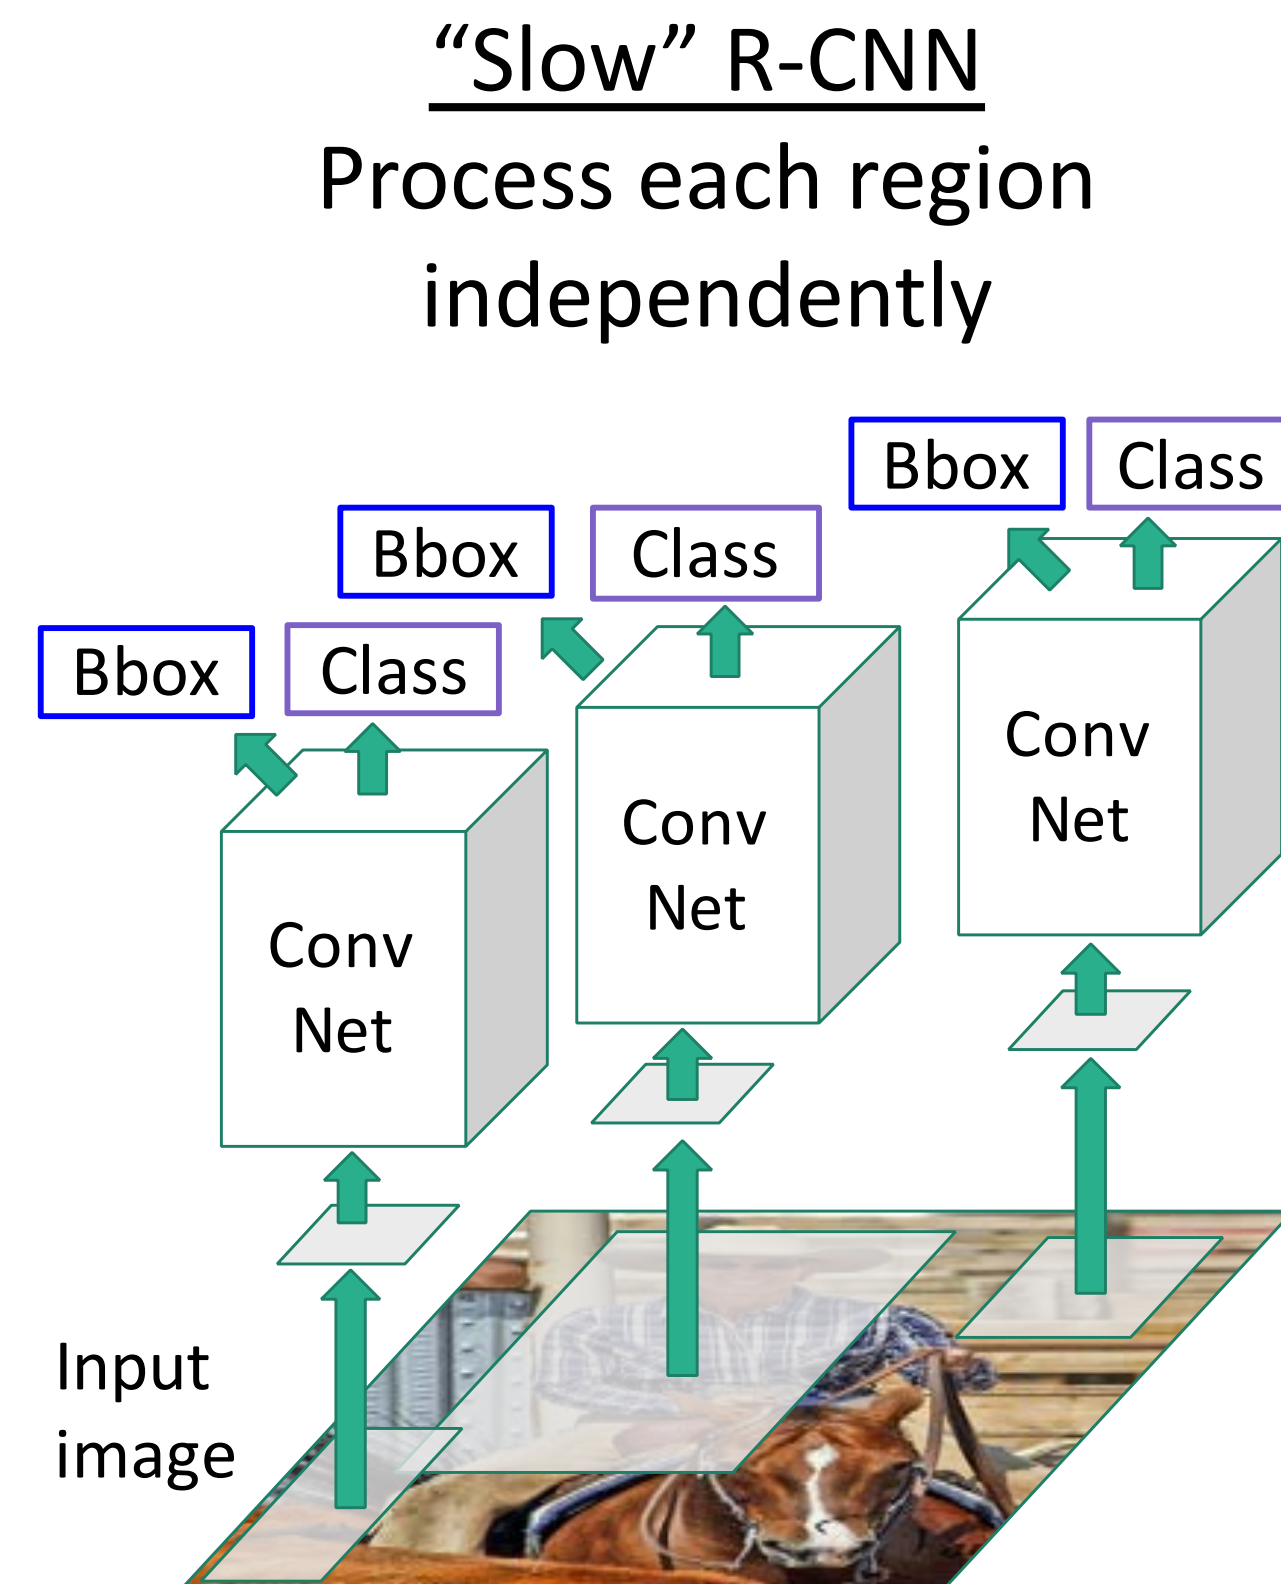 “Slow” R-CNN
Process each region
independently
Bbox
Class
Bbox
Class
Bbox
Class
Conv
Net
Conv
Net
Conv
Net
Input
image